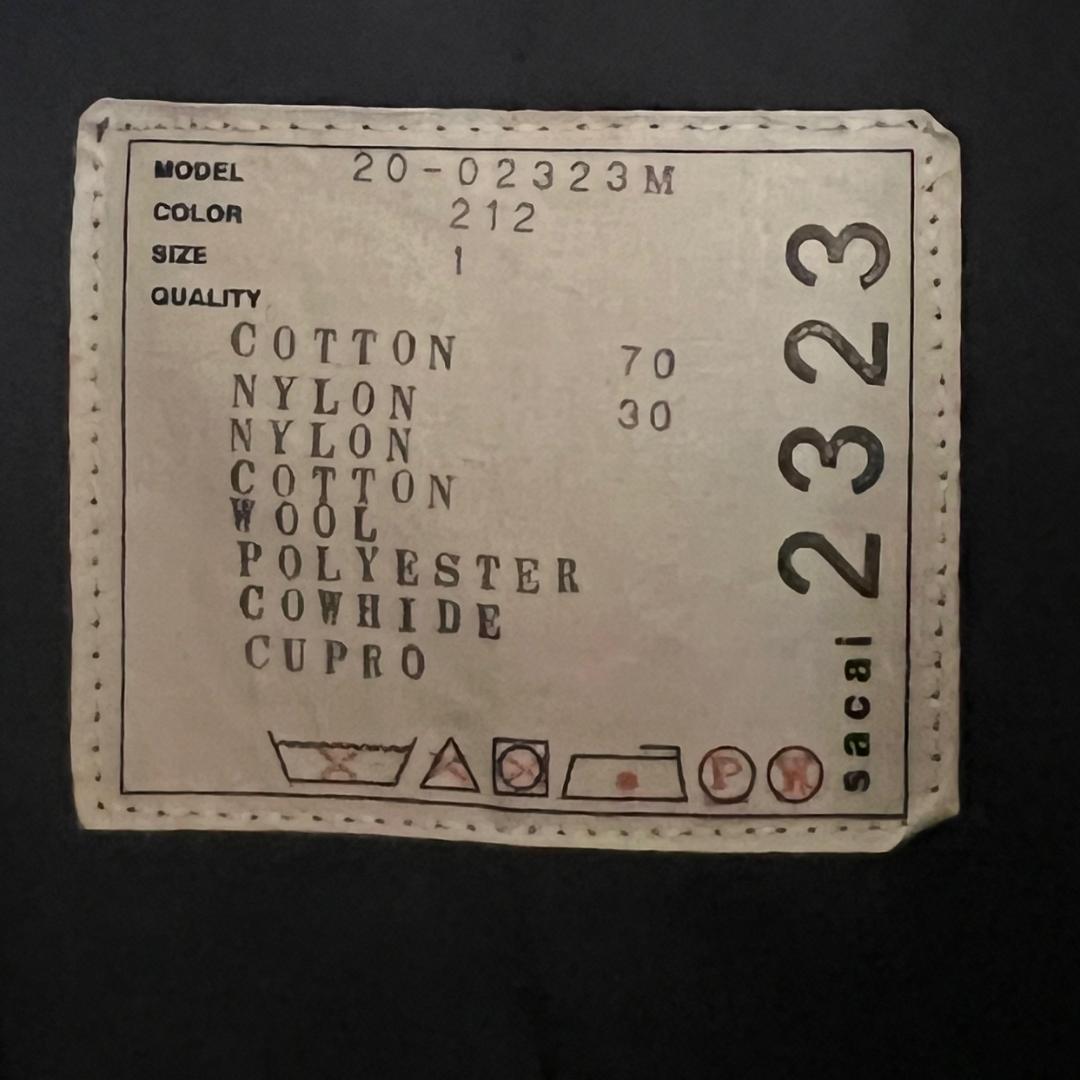 MODEL 20-02323M
COLOR 212
SIZE 1
QUALITY
COTTON 70
NYLON 30
NYLON
COTTON
WOOL
POLYESTER
COWHIDE
CUPRO
P W
sacai 2323